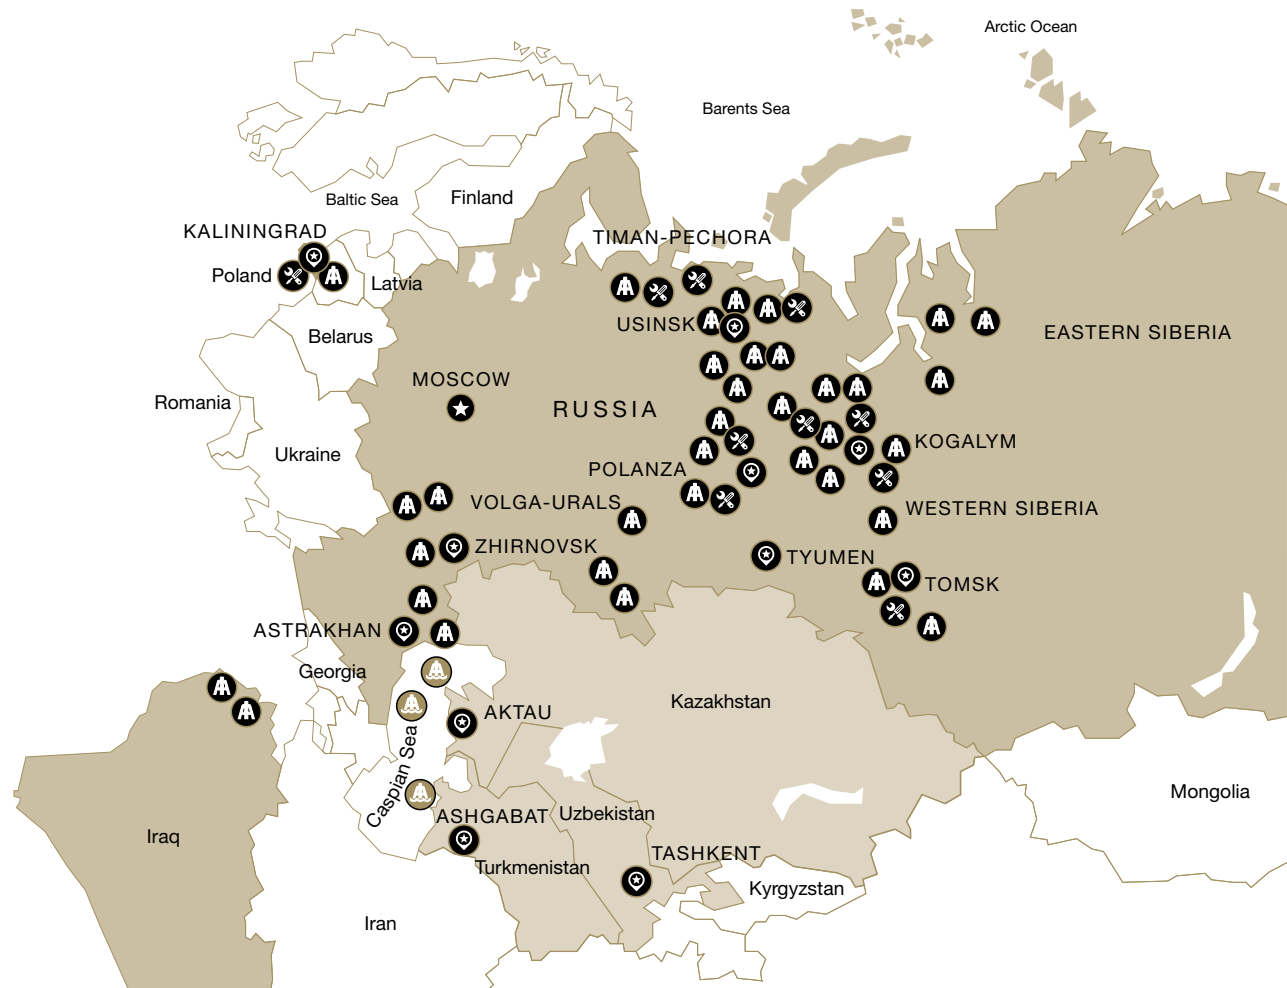 Arctic Ocean
Barents Sea
Baltic Sea
Finland
KALININGRAD
TIMAN-PECHORA
Poland
Latvia
USINSK
EASTERN SIBERIA
Belarus
MOSCOW
Romania
RUSSIA
KOGALYM
Ukraine
POLANZA
VOLGA-URALS
WESTERN SIBERIA
ZHIRNOVSK
TYUMEN
TOMSK
ASTRAKHAN
Georgia
Kazakhstan
AKTAU
Caspian Sea
Mongolia
ASHGABAT
Uzbekistan
Iraq
TASHKENT
Turkmenistan
Kyrgyzstan
Iran